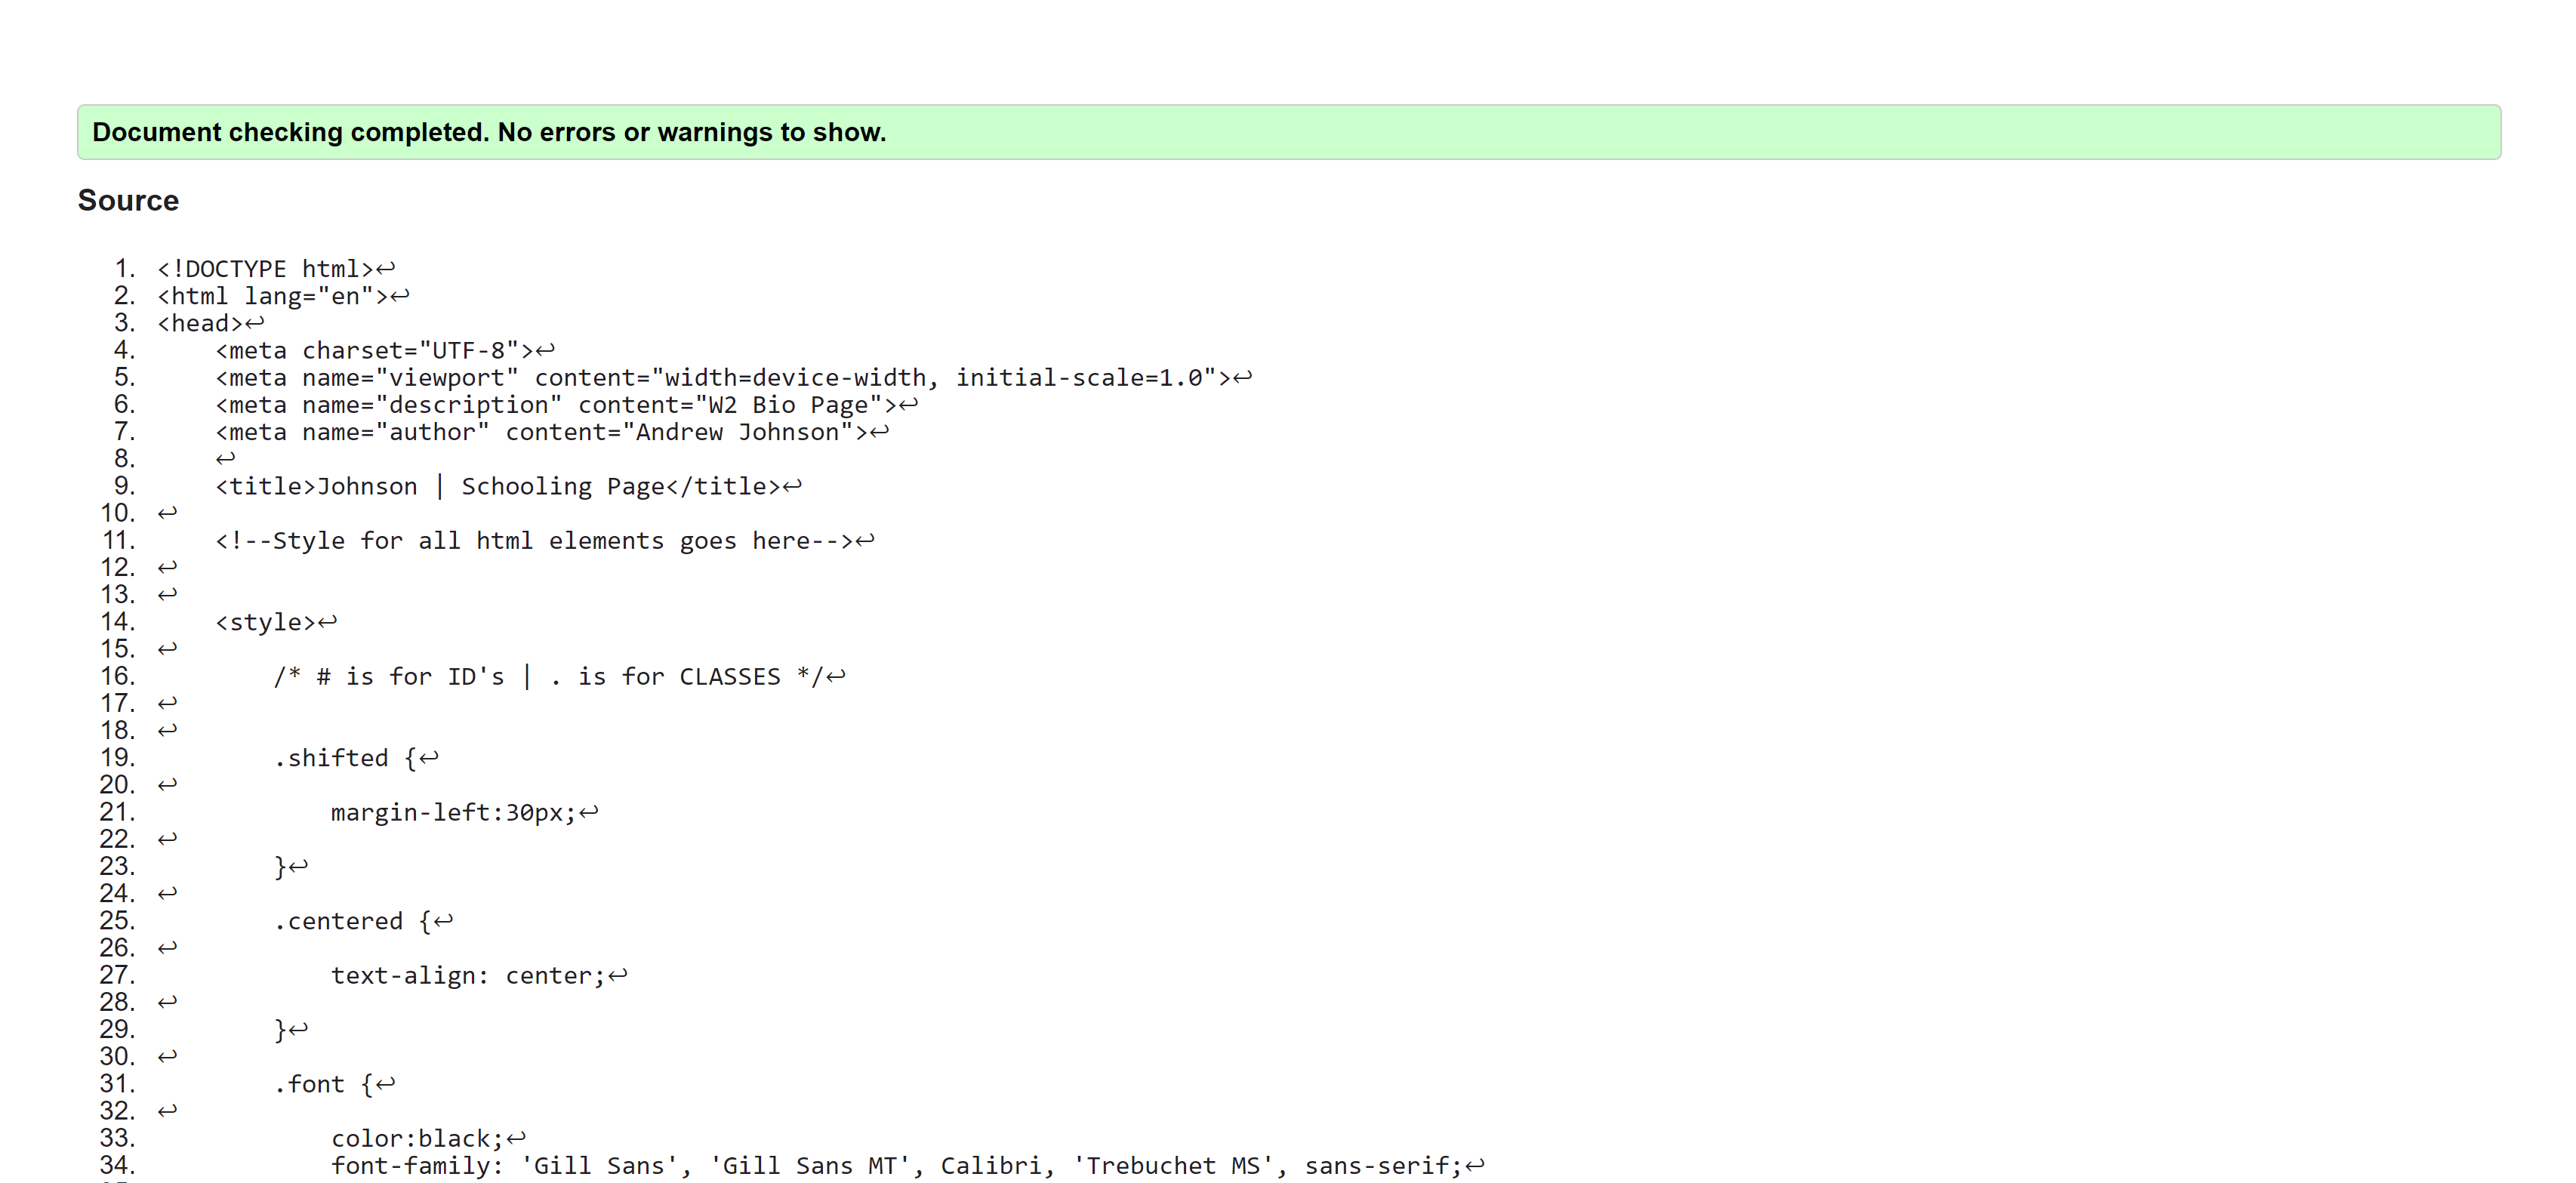 Document checking completed. No errors or warnings to show.
Source
1. <!DOCTYPE html>↩
2. <html lang="en">↩
3. <head>↩
4.     <meta charset="UTF-8">↩
5.     <meta name="viewport" content="width=device-width, initial-scale=1.0">↩
6.     <meta name="description" content="W2 Bio Page">↩
7.     <meta name="author" content="Andrew Johnson">↩
8.     ↩
9.     <title>Johnson | Schooling Page</title>↩
10. ↩
11.     <!--Style for all html elements goes here-->↩
12. ↩
13. ↩
14.     <style>↩
15. ↩
16.         /* # is for ID's | . is for CLASSES */↩
17. ↩
18. ↩
19.         .shifted {↩
20. ↩
21.             margin-left:30px;↩
22. ↩
23.         }↩
24. ↩
25.         .centered {↩
26. ↩
27.             text-align: center;↩
28. ↩
29.         }↩
30. ↩
31.         .font {↩
32. ↩
33.             color:black;↩
34.             font-family: 'Gill Sans', 'Gill Sans MT', Calibri, 'Trebuchet MS', sans-serif;↩